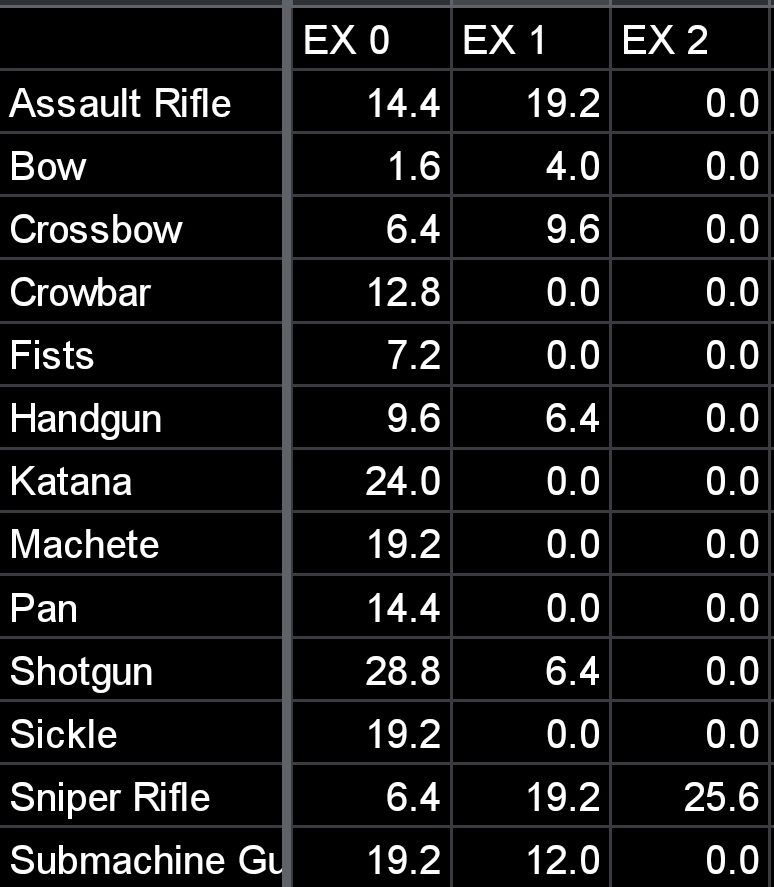 EX 0 EX 1 EX 2
Assault Rifle 14.4 19.2 0.0
Bow 1.6 4.0 0.0
Crossbow 6.4 9.6 0.0
Crowbar 12.8 0.0 0.0
Fists 7.2 0.0 0.0
Handgun 9.6 6.4 0.0
Katana 24.0 0.0 0.0
Machete 19.2 0.0 0.0
Pan 14.4 0.0 0.0
Shotgun 28.8 6.4 0.0
Sickle 19.2 0.0 0.0
Sniper Rifle 6.4 19.2 25.6
Submachine Gu 19.2 12.0 0.0